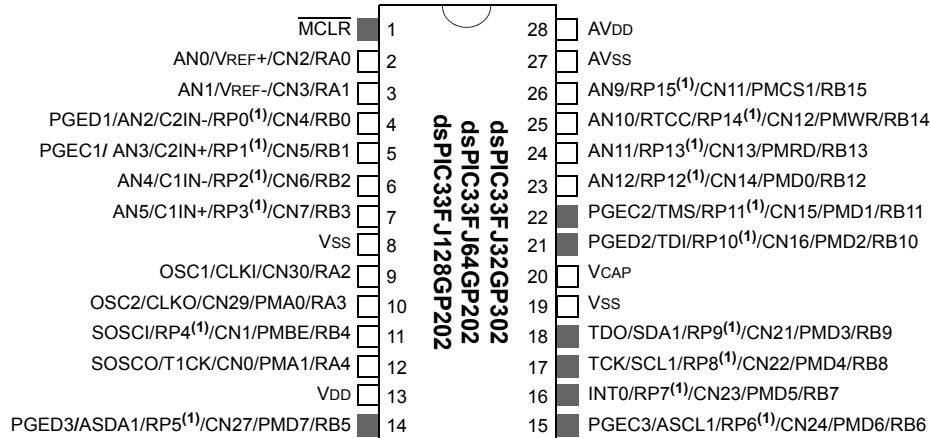 MCLR 1 28 AVDD
AN0/VREF+/CN2/RA0 2 27 AVSS
AN1/VREF-/CN3/RA1 3 26 AN9/RP15(1)/CN11/PMCS1/RB15
PGED1/AN2/C2IN-/RP0(1)/CN4/RB0 4 25 AN10/RTCC/RP14(1)/CN12/PMWR/RB14
PGEC1/ AN3/C2IN+/RP1(1)/CN5/RB1 5 24 AN11/RP13(1)/CN13/PMRD/RB13
AN4/C1IN-/RP2(1)/CN6/RB2 6 23 AN12/RP12(1)/CN14/PMD0/RB12
AN5/C1IN+/RP3(1)/CN7/RB3 7 22 PGEC2/TMS/RP11(1)/CN15/PMD1/RB11
VSS 8 21 PGED2/TDI/RP10(1)/CN16/PMD2/RB10
OSC1/CLKI/CN30/RA2 9 20 VCAP
OSC2/CLKO/CN29/PMA0/RA3 10 19 VSS
SOSCI/RP4(1)/CN1/PMBE/RB4 11 18 TDO/SDA1/RP9(1)/CN21/PMD3/RB9
SOSCO/T1CK/CN0/PMA1/RA4 12 17 TCK/SCL1/RP8(1)/CN22/PMD4/RB8
VDD 13 16 INT0/RP7(1)/CN23/PMD5/RB7
PGED3/ASDA1/RP5(1)/CN27/PMD7/RB5 14 15 PGEC3/ASCL1/RP6(1)/CN24/PMD6/RB6
dsPIC33FJ32GP302
dsPIC33FJ64GP202
dsPIC33FJ128GP202